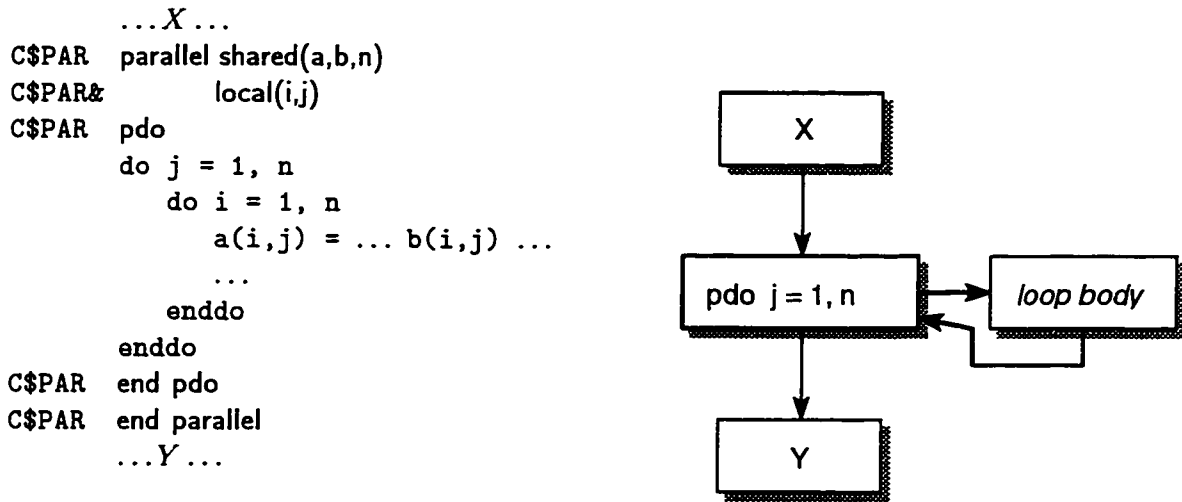 ...X...
C$PAR parallel shared(a,b,n)
C$PAR& local(i,j)
C$PAR pdo
do j = 1, n
do i = 1, n
a(i,j) = ... b(i,j) ...
...
enddo
enddo
C$PAR end pdo
C$PAR end parallel
...Y...
X
pdo j = 1, n
loop body
Y